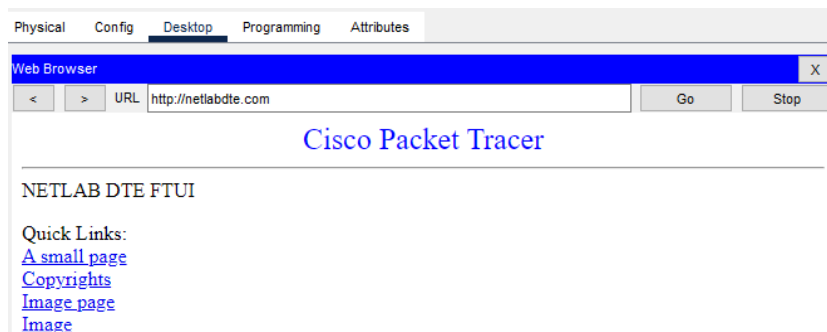 Physical Config Desktop Programming Attributes
Web Browser X
< > URL http://netlabdte.com Go Stop
Cisco Packet Tracer
NETLAB DTE FTUI
Quick Links:
A small page
Copyrights
Image page
Image